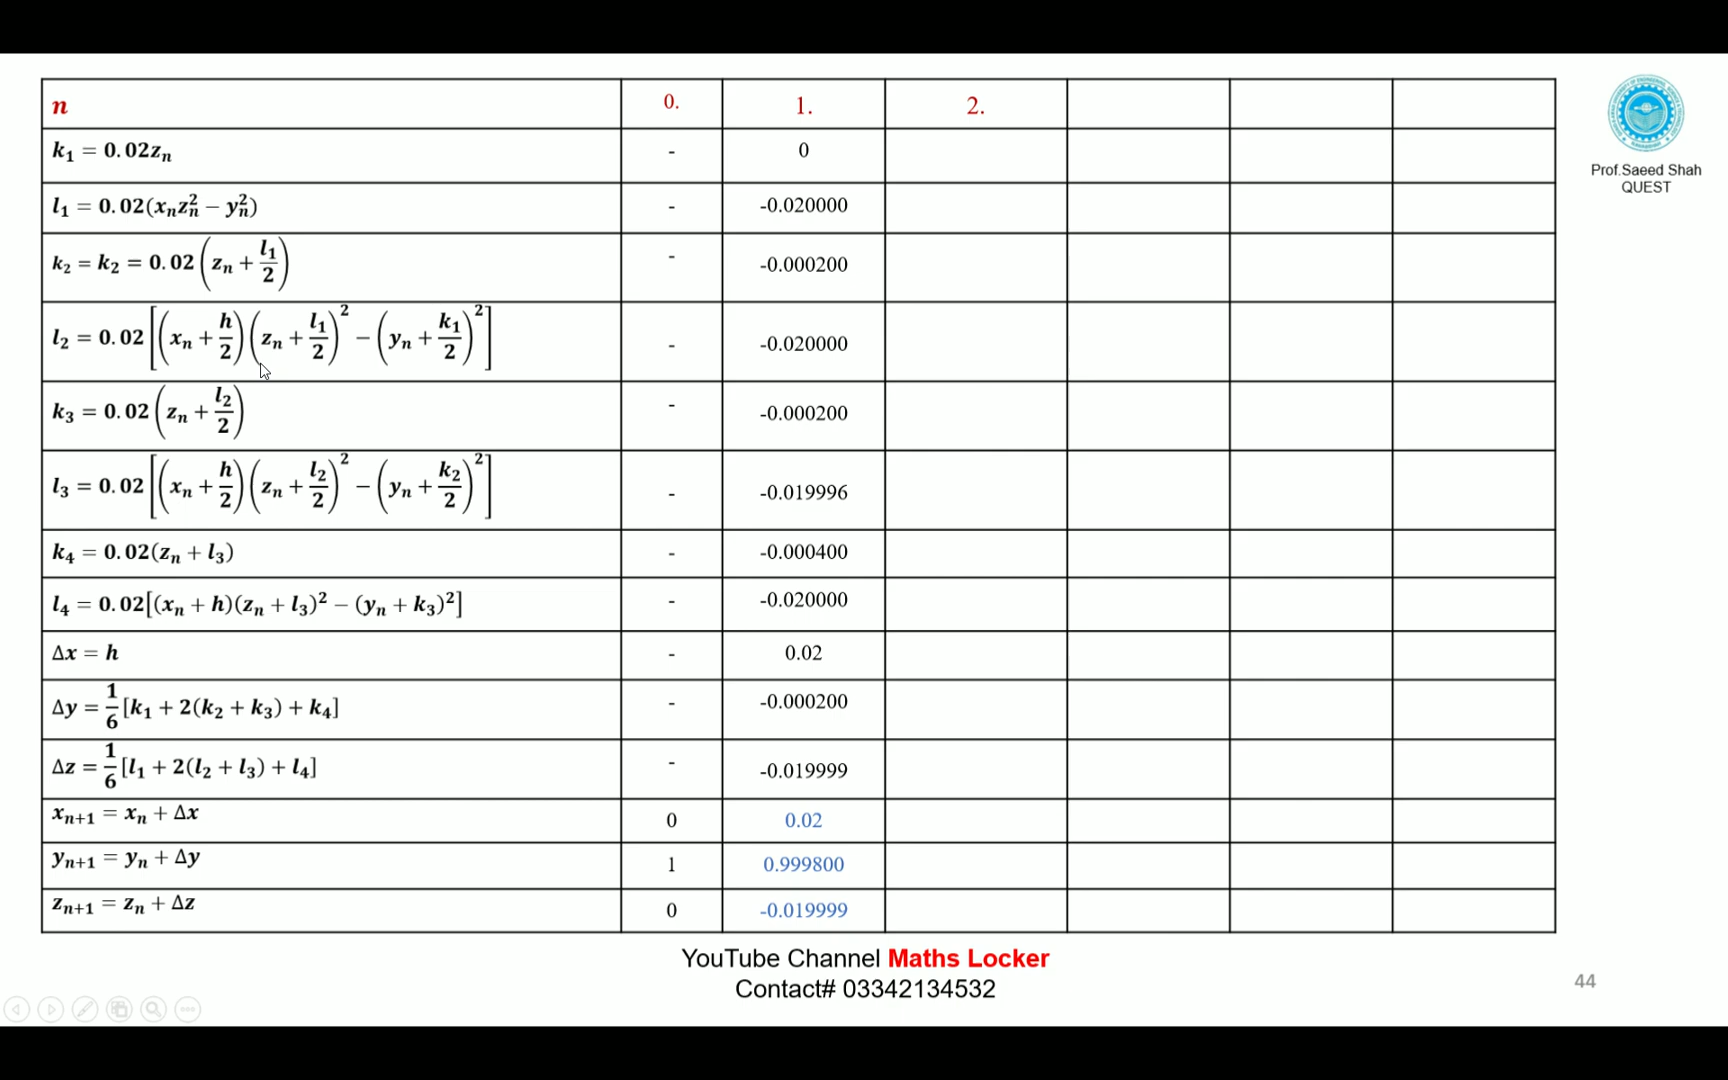 n 0. 1. 2.
k₁ = 0.02zₙ - 0
l₁ = 0.02(xₙzₙ² − yₙ²) - -0.020000
k₂ = k₂ = 0.02(zₙ + l₁/2) - -0.000200
l₂ = 0.02[(xₙ + h/2)(zₙ + l₁/2)² − (yₙ + k₁/2)²] - -0.020000
k₃ = 0.02(zₙ + l₂/2) - -0.000200
l₃ = 0.02[(xₙ + h/2)(zₙ + l₂/2)² − (yₙ + k₂/2)²] - -0.019996
k₄ = 0.02(zₙ + l₃) - -0.000400
l₄ = 0.02[(xₙ + h)(zₙ + l₃)² − (yₙ + k₃)²] - -0.020000
Δx = h - 0.02
Δy = 1/6[k₁ + 2(k₂ + k₃) + k₄] - -0.000200
Δz = 1/6[l₁ + 2(l₂ + l₃) + l₄] - -0.019999
xₙ₊₁ = xₙ + Δx 0 0.02
yₙ₊₁ = yₙ + Δy 1 0.999800
zₙ₊₁ = zₙ + Δz 0 -0.019999
Prof.Saeed Shah
QUEST
YouTube Channel Maths Locker
Contact# 03342134532
44